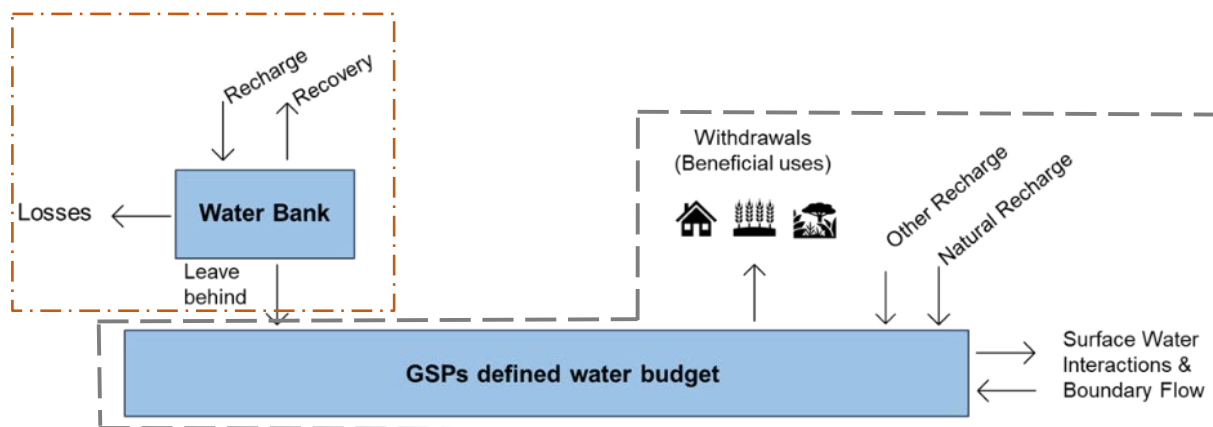 Recharge
Recovery
Losses
Water Bank
Leave
behind
Withdrawals
(Beneficial uses)
Other Recharge
Natural Recharge
GSPs defined water budget
Surface Water
Interactions &
Boundary Flow